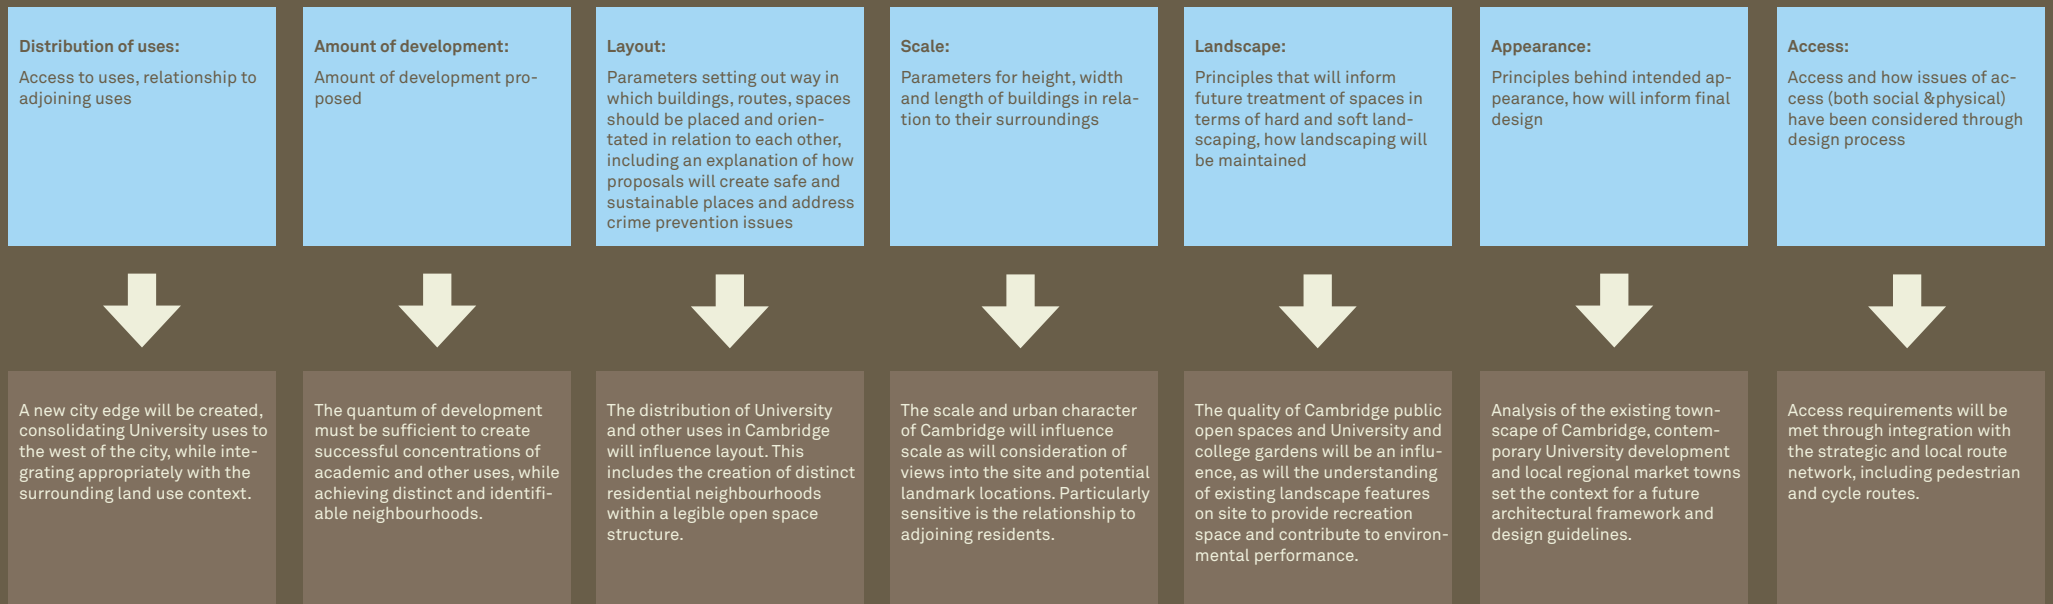 Distribution of uses:
Access to uses, relationship to
adjoining uses
Amount of development:
Amount of development pro-
posed
Layout:
Parameters setting out way in
which buildings, routes, spaces
should be placed and orien-
tated in relation to each other,
including an explanation of how
proposals will create safe and
sustainable places and address
crime prevention issues
Scale:
Parameters for height, width
and length of buildings in rela-
tion to their surroundings
Landscape:
Principles that will inform
future treatment of spaces in
terms of hard and soft land-
scaping, how landscaping will
be maintained
Appearance:
Principles behind intended ap-
pearance, how will inform final
design
Access:
Access and how issues of ac-
cess (both social &physical)
have been considered through
design process
A new city edge will be created,
consolidating University uses to
the west of the city, while inte-
grating appropriately with the
surrounding land use context.
The quantum of development
must be sufficient to create
successful concentrations of
academic and other uses, while
achieving distinct and identifi-
able neighbourhoods.
The distribution of University
and other uses in Cambridge
will influence layout. This
includes the creation of distinct
residential neighbourhoods
within a legible open space
structure.
The scale and urban character
of Cambridge will influence
scale as will consideration of
views into the site and potential
landmark locations. Particularly
sensitive is the relationship to
adjoining residents.
The quality of Cambridge public
open spaces and University and
college gardens will be an influ-
ence, as will the understanding
of existing landscape features
on site to provide recreation
space and contribute to environ-
mental performance.
Analysis of the existing town-
scape of Cambridge, contem-
porary University development
and local regional market towns
set the context for a future
architectural framework and
design guidelines.
Access requirements will be
met through integration with
the strategic and local route
network, including pedestrian
and cycle routes.